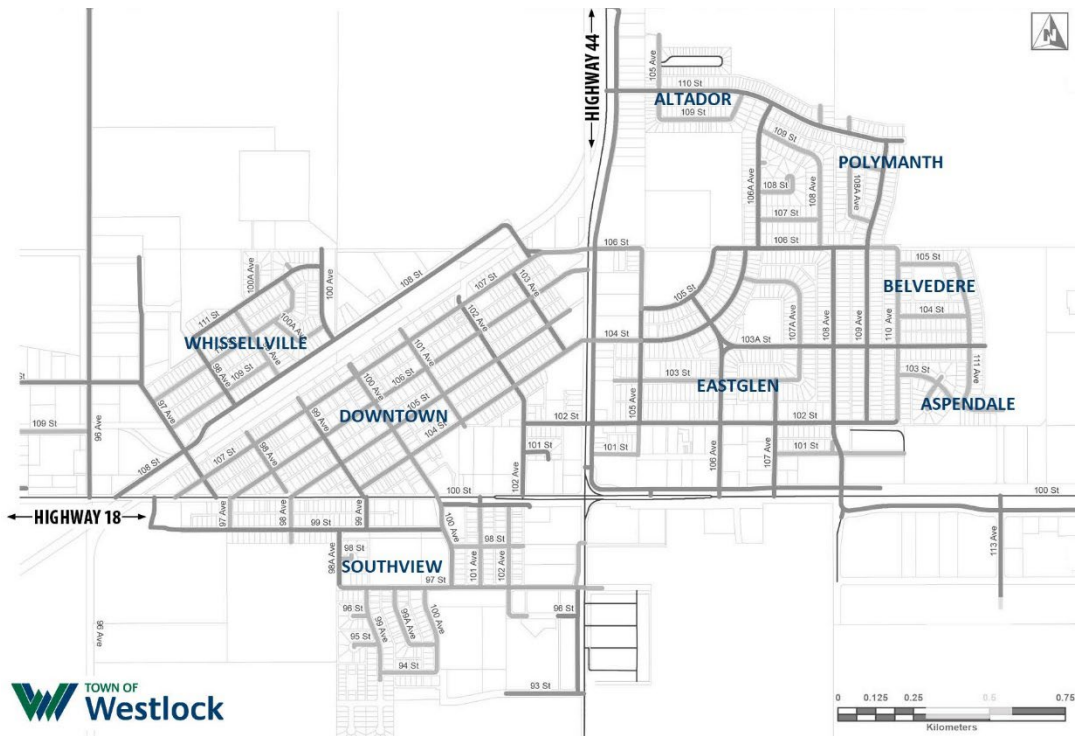 HIGHWAY 44
N
105 Ave
110 St
ALTADOR
109 St
109 St
POLYMANTH
106A Ave
108 St
108 Ave
108A Ave
107 St
106 St
106 St
105 St
BELVEDERE
104 St
105 St
107A Ave
108 Ave
109 Ave
110 Ave
104 St
103A St
103 St
EASTGLEN
103 St
111 Ave
ASPENDALE
105 Ave
102 St
102 St
101 St
101 St
106 Ave
107 Ave
100A Ave
100 Ave
108 St
107 St
103 Ave
102 Ave
111 St
100A Ave
WHISSELLVILLE
98 Ave
109 St
101 Ave
106 St
100 Ave
105 St
DOWNTOWN
104 St
99 Ave
97 Ave
98 Ave
107 St
108 St
109 St
96 Ave
101 St
102 Ave
100 St
100 St
HIGHWAY 18
97 Ave
98 Ave
99 Ave
99 St
100 Ave
98 St
98 St
98A Ave
SOUTHVIEW
101 Ave
102 Ave
97 St
113 Ave
96 Ave
96 St
99 Ave
99A Ave
100 Ave
96 St
95 St
94 St
93 St
TOWN OF
Westlock
0 0.125 0.25 0.5 0.75
Kilometers